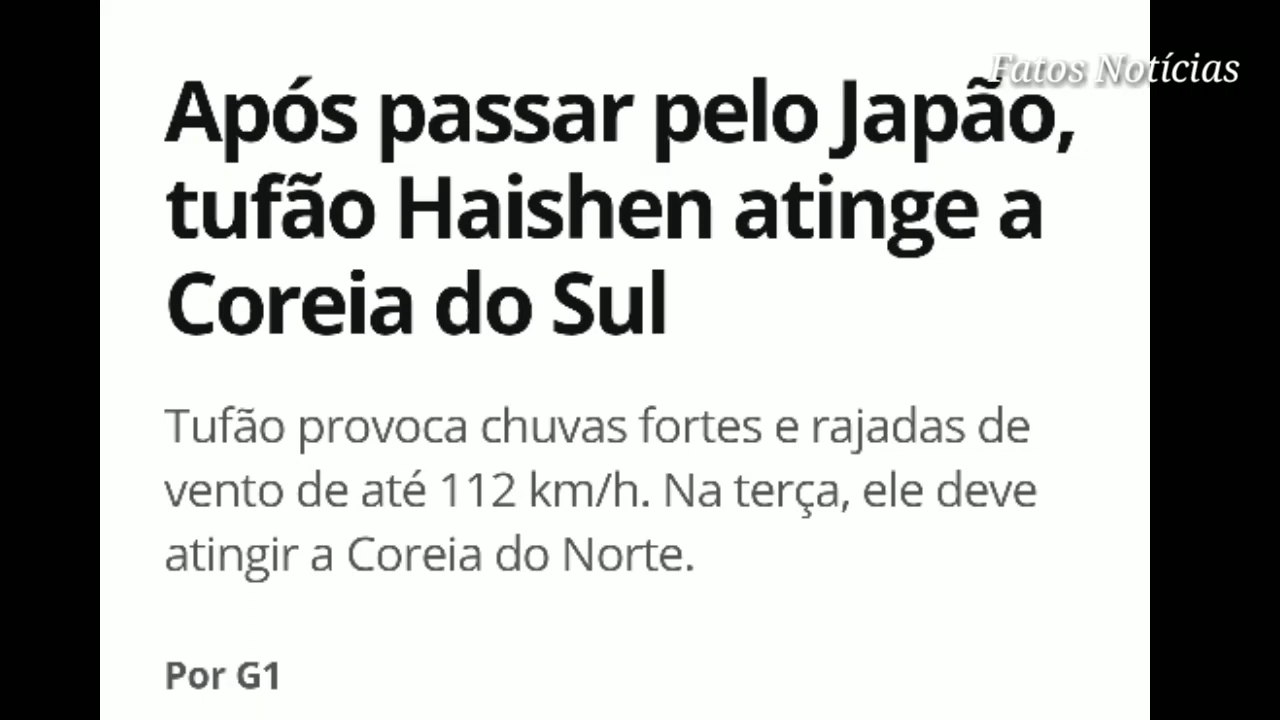 Fatos Notícias
Após passar pelo Japão,
tufão Haishen atinge a
Coreia do Sul
Tufão provoca chuvas fortes e rajadas de
vento de até 112 km/h. Na terça, ele deve
atingir a Coreia do Norte.
Por G1